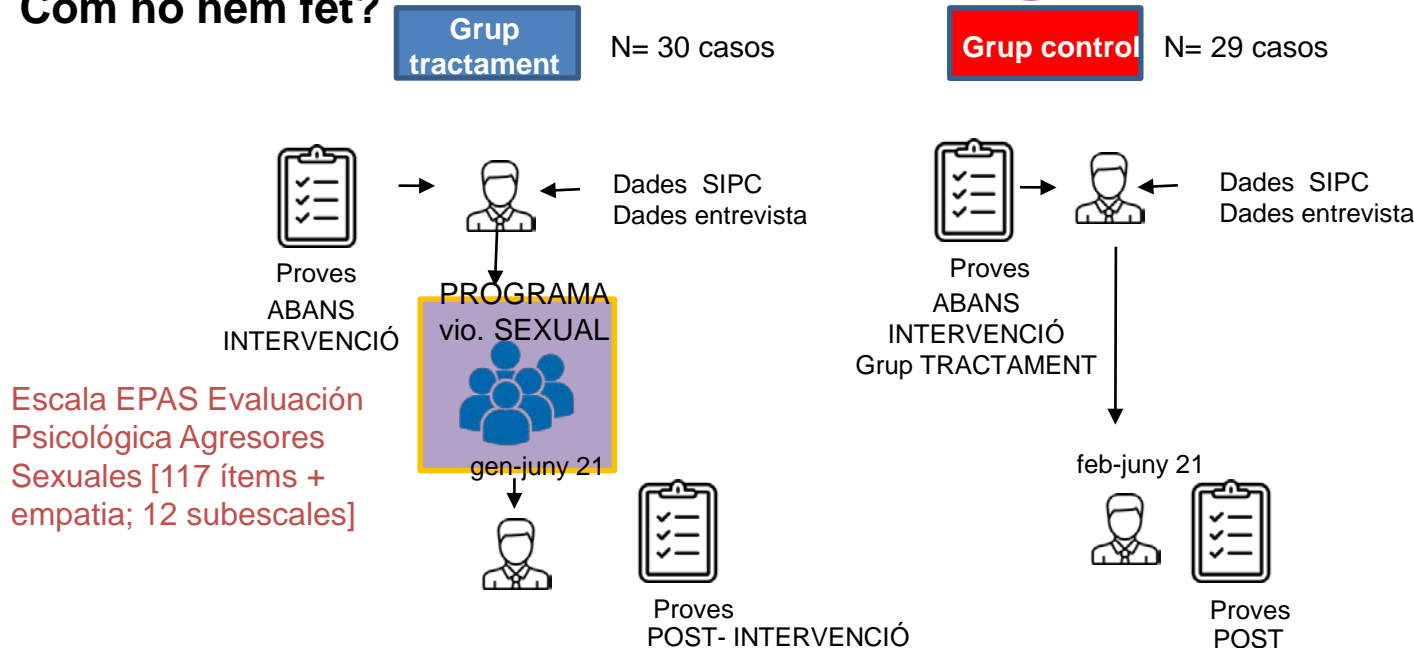 Com ho hem fet?
Grup
tractament
N= 30 casos
Grup control
N= 29 casos
Dades SIPC
Dades entrevista
Proves
ABANS
INTERVENCIÓ
PROGRAMA
vio. SEXUAL
gen-juny 21
Escala EPAS Evaluación
Psicológica Agresores
Sexuales [117 ítems +
empatia; 12 subescales]
Proves
POST- INTERVENCIÓ
Dades SIPC
Dades entrevista
Proves
ABANS
INTERVENCIÓ
Grup TRACTAMENT
feb-juny 21
Proves
POST